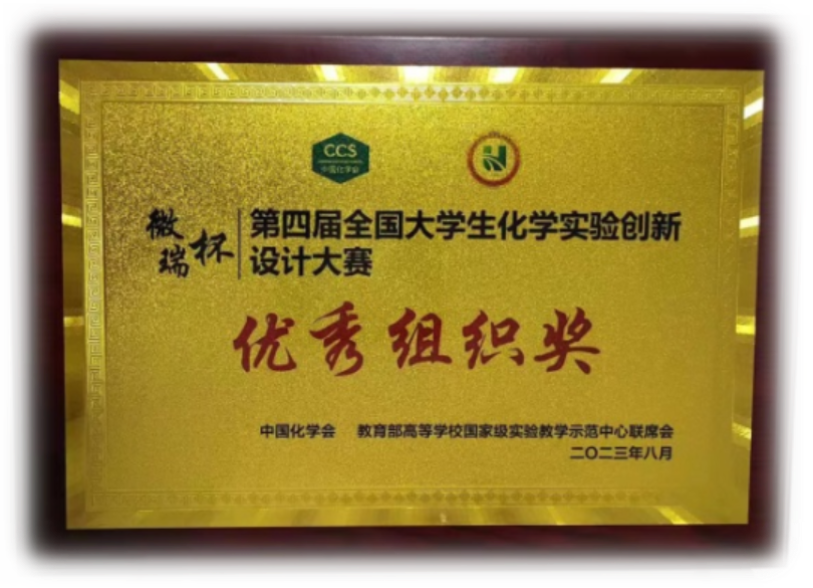 CCS
中国化学会
微瑞杯
第四届全国大学生化学实验创新
设计大赛
优秀组织奖
中国化学会 教育部高等学校国家级实验教学示范中心联席会
二〇二三年八月